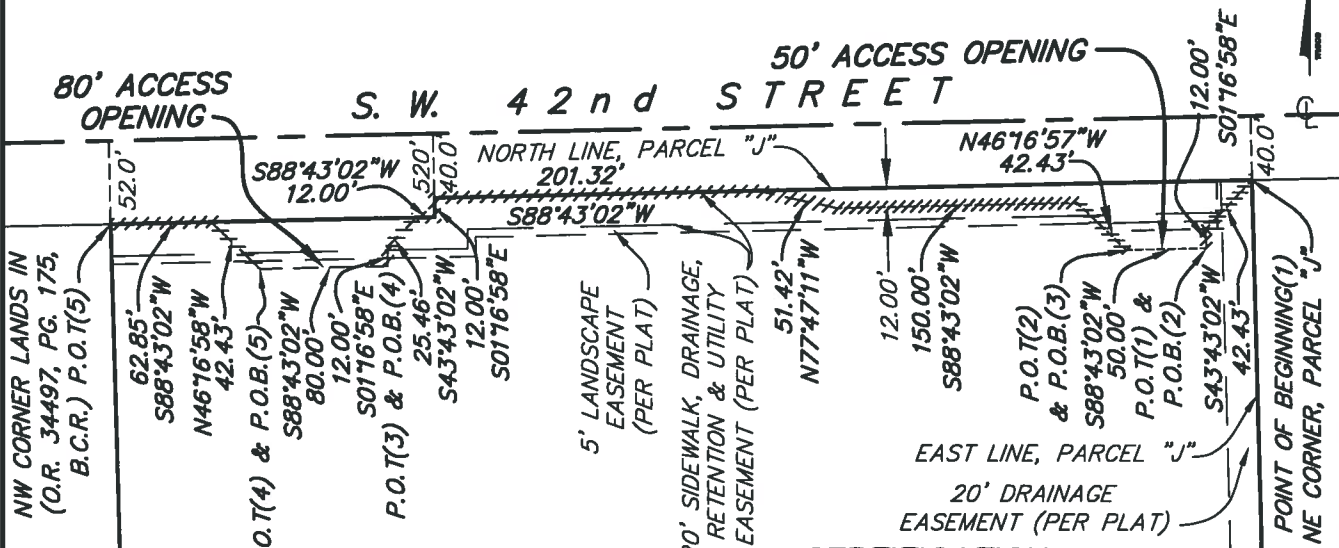 80' ACCESS
OPENING
S. W. 42nd STREET
50' ACCESS OPENING
12.00'
S01°16'58"E
52.0'
S88°43'02"W
12.00'
520'
40.0'
NORTH LINE, PARCEL "J"
201.32'
S88°43'02"W
N46°16'57"W
42.43'
40.0'
NW CORNER LANDS IN
(O.R. 34497, PG. 175,
B.C.R.) P.O.T(5)
62.85'
S88°43'02"W
N46°16'58"W
42.43'
O.T(4) & P.O.B.(5)
S88°43'02"W
80.00'
12.00'
S01°16'58"E
P.O.T(3) & P.O.B.(4)
25.46'
S43°43'02"W
12.00'
S01°16'58"E
5' LANDSCAPE
EASEMENT
(PER PLAT)
0' SIDEWALK, DRAINAGE,
RETENTION & UTILITY
EASEMENT (PER PLAT)
51.42'
N77°47'11"W
12.00'
150.00'
S88°43'02"W
P.O.T(2)
& P.O.B.(3)
S88°43'02"W
50.00'
P.O.T(1) &
P.O.B.(2)
S43°43'02"W
42.43'
EAST LINE, PARCEL "J"
20' DRAINAGE
EASEMENT (PER PLAT)
POINT OF BEGINNING(1)
NE CORNER, PARCEL "J"